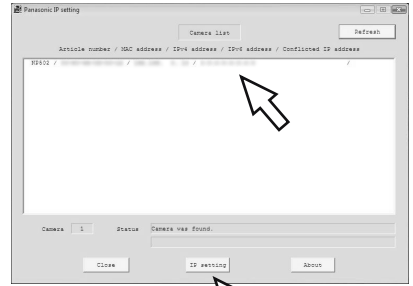 Panasonic IP setting
Camera list
Refresh
Article number / MAC address / IPv4 address / IPv6 address / Conflicted IP address
NP802 / / / /
Camera 1 Status Camera was found.
Close IP setting About